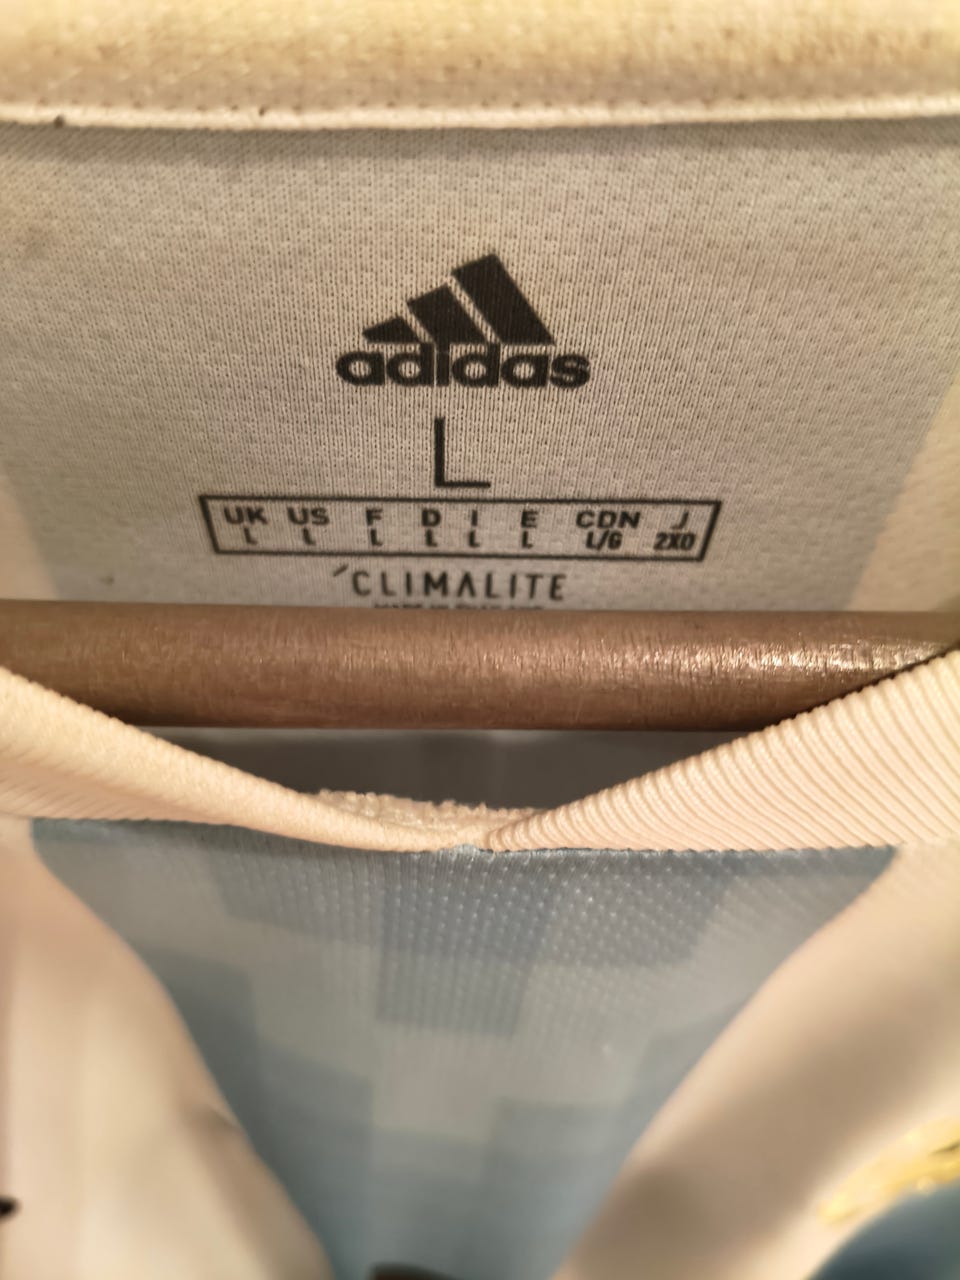 adidas
L
UK US F D I E CDN J
L L L L L L L/G 2XO
CLIMALITE